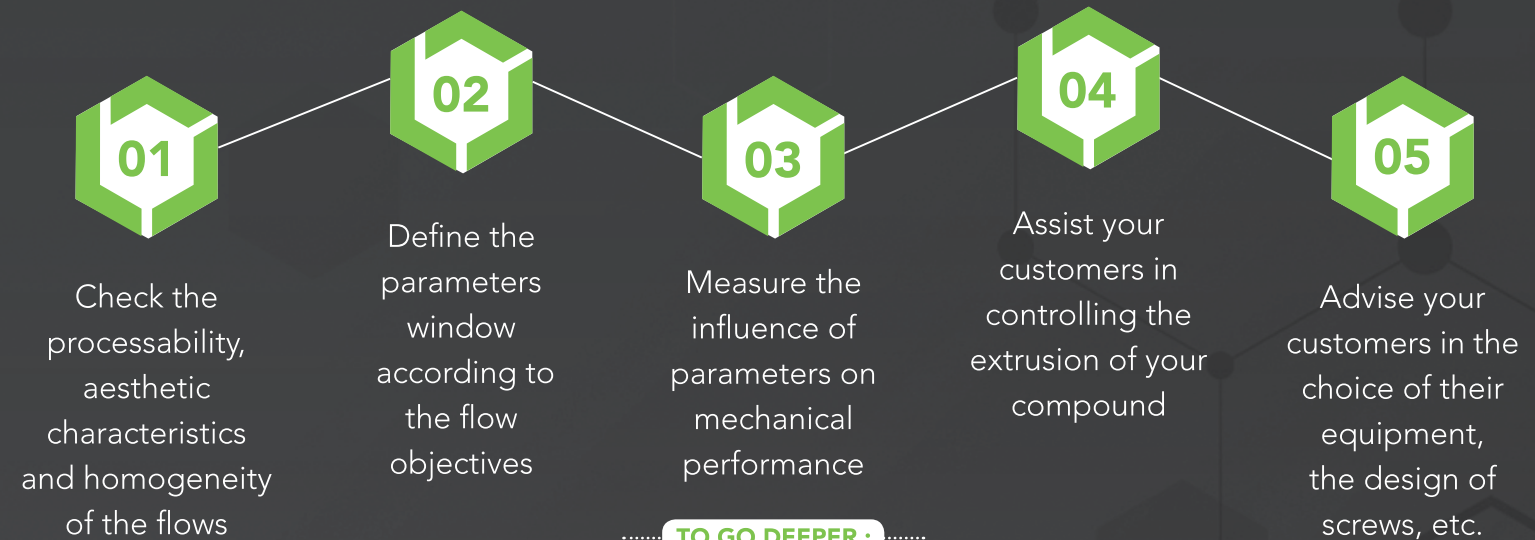 01
Check the
processability,
aesthetic
characteristics
and homogeneity
of the flows
02
Define the
parameters
window
according to
the flow
objectives
03
Measure the
influence of
parameters on
mechanical
performance
04
Assist your
customers in
controlling the
extrusion of your
compound
05
Advise your
customers in the
choice of their
equipment,
the design of
screws, etc.
TO GO DEEPER :